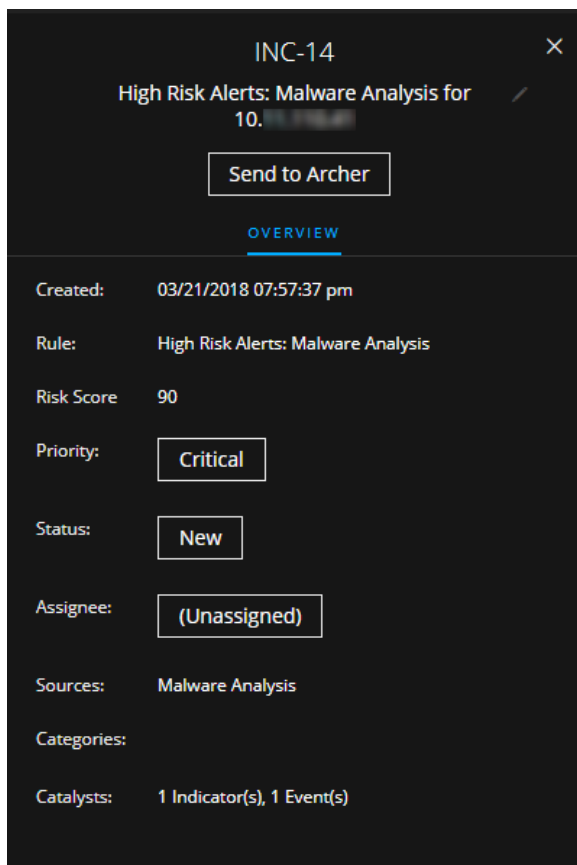 INC-14
High Risk Alerts: Malware Analysis for
10.
Send to Archer
OVERVIEW
Created: 03/21/2018 07:57:37 pm
Rule: High Risk Alerts: Malware Analysis
Risk Score 90
Priority: Critical
Status: New
Assignee: (Unassigned)
Sources: Malware Analysis
Categories:
Catalysts: 1 Indicator(s), 1 Event(s)